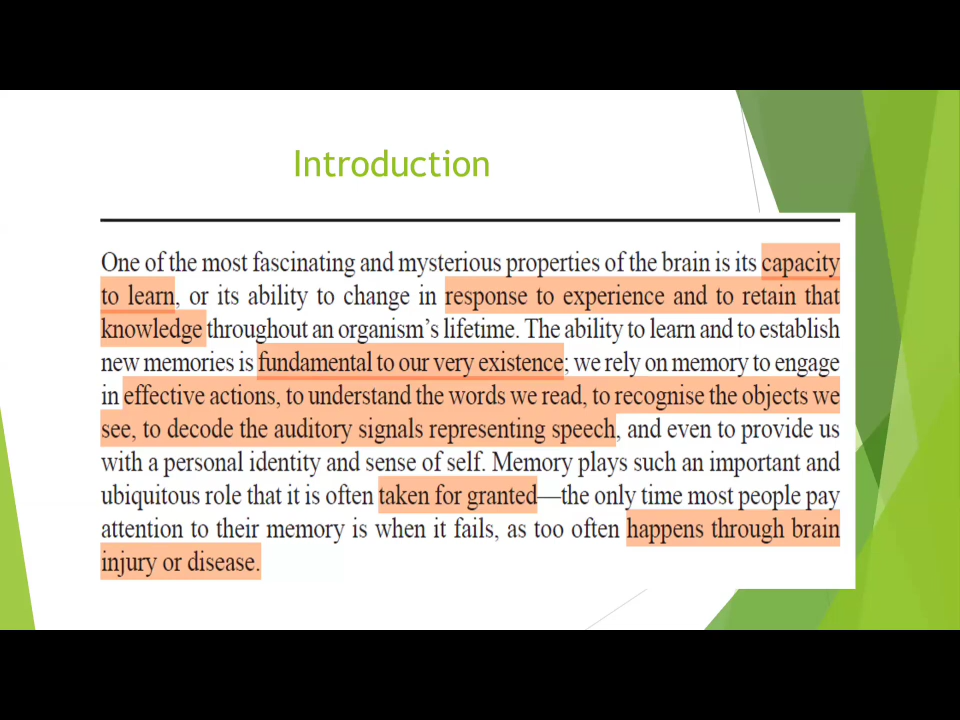 Introduction
One of the most fascinating and mysterious properties of the brain is its capacity
to learn, or its ability to change in response to experience and to retain that
knowledge throughout an organism's lifetime. The ability to learn and to establish
new memories is fundamental to our very existence; we rely on memory to engage
in effective actions, to understand the words we read, to recognise the objects we
see, to decode the auditory signals representing speech, and even to provide us
with a personal identity and sense of self. Memory plays such an important and
ubiquitous role that it is often taken for granted—the only time most people pay
attention to their memory is when it fails, as too often happens through brain
injury or disease.